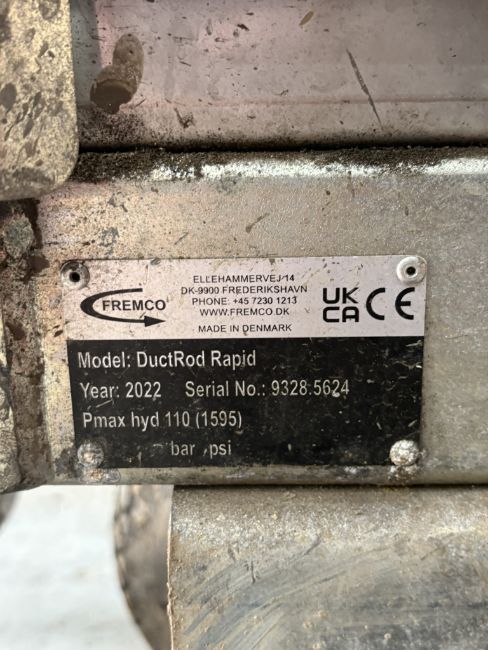 FREMCO
ELLEHAMMERVEJ 14
DK-9900 FREDERIKSHAVN
PHONE: +45 7230 1213
WWW.FREMCO.DK
MADE IN DENMARK
UK
CA CE
Model: DuctRod Rapid
Year: 2022 Serial No.: 9328.5624
Pmax hyd 110 (1595)
bar psi